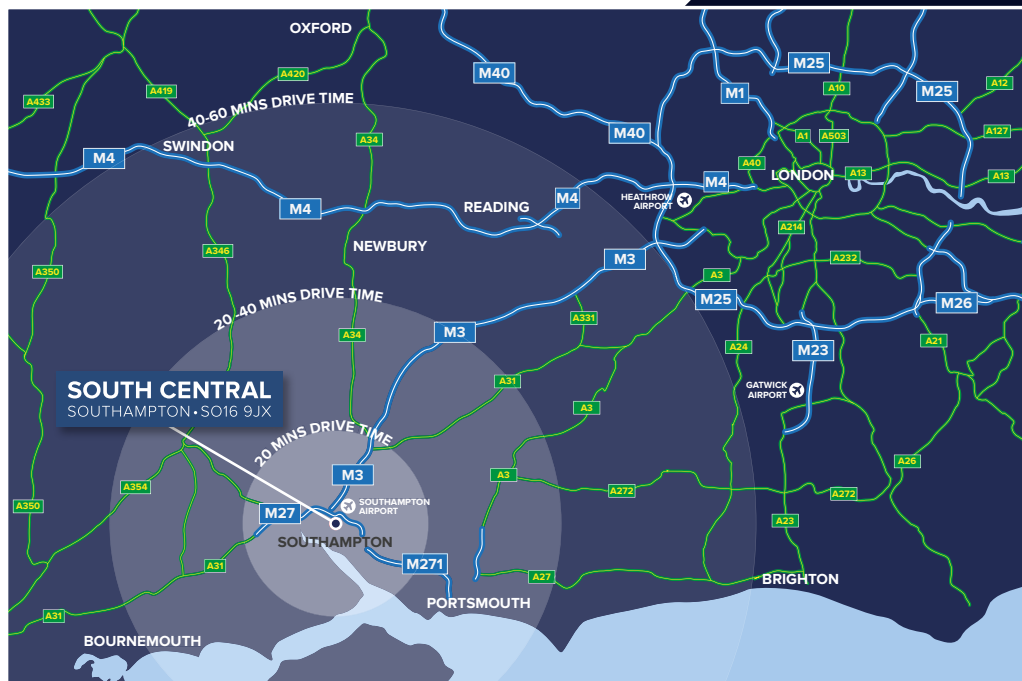 OXFORD
M40
M25
A419
A420
A433
M1
A10
M25
A12
40-60 MINS DRIVE TIME
A34
M40
A1
A503
A127
SWINDON
M4
A40
LONDON
A13
A13
M4
M4
HEATHROW
AIRPORT
M4
READING
A214
A346
NEWBURY
M3
A232
A350
A3
20 -40 MINS DRIVE TIME
M25
M26
A331
M3
A34
A24
M23
A21
SOUTH CENTRAL
SOUTHAMPTON • SO16 9JX
A31
GATWICK
AIRPORT
A3
20 MINS DRIVE TIME
A26
M3
A3
A354
A272
A272
A350
SOUTHAMPTON
AIRPORT
M27
A23
SOUTHAMPTON
A31
M271
A27
BRIGHTON
PORTSMOUTH
A31
BOURNEMOUTH